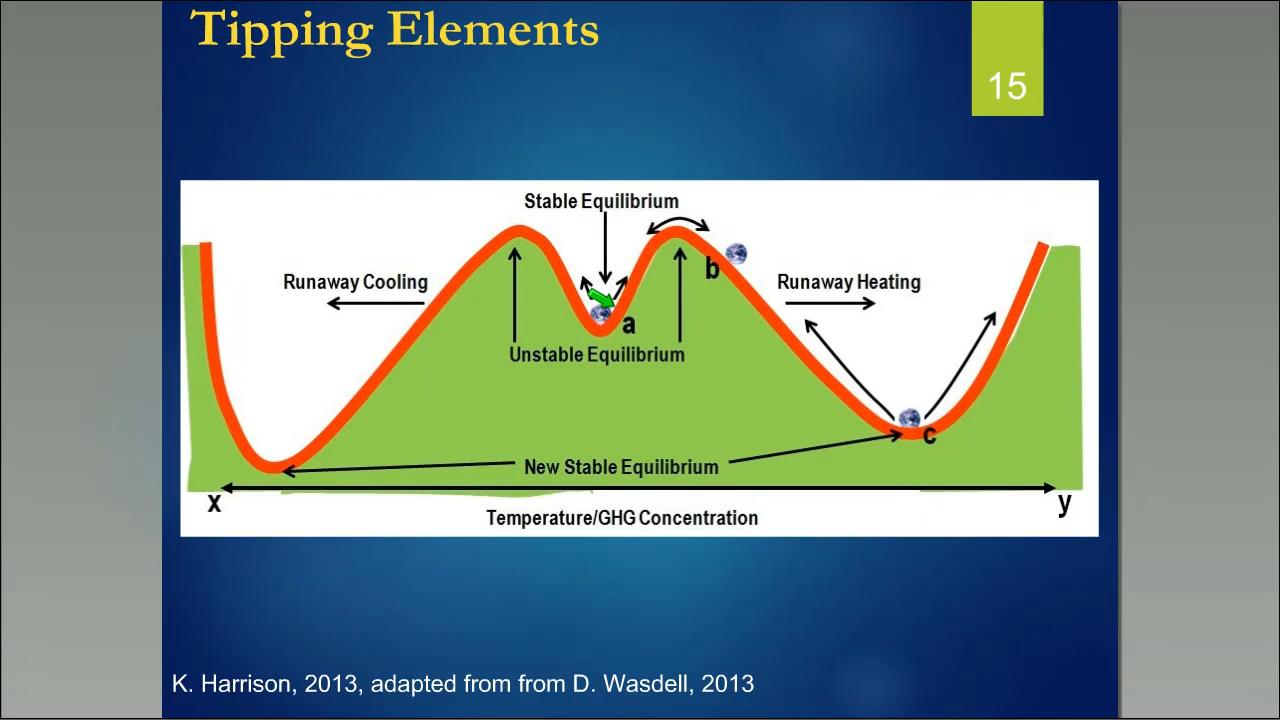 Tipping Elements
15
Stable Equilibrium
Runaway Cooling
b
Runaway Heating
a
Unstable Equilibrium
c
New Stable Equilibrium
x
y
Temperature/GHG Concentration
K. Harrison, 2013, adapted from from D. Wasdell, 2013